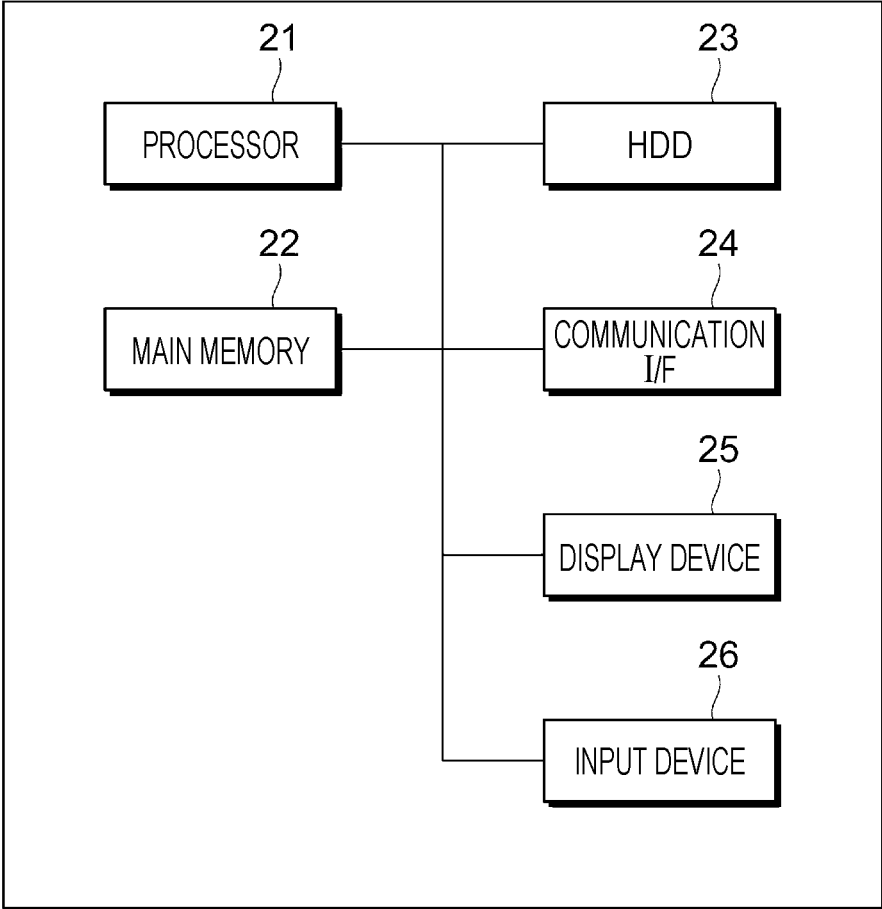 21
PROCESSOR
23
HDD
22
MAIN MEMORY
24
COMMUNICATION
I/F
25
DISPLAY DEVICE
26
INPUT DEVICE